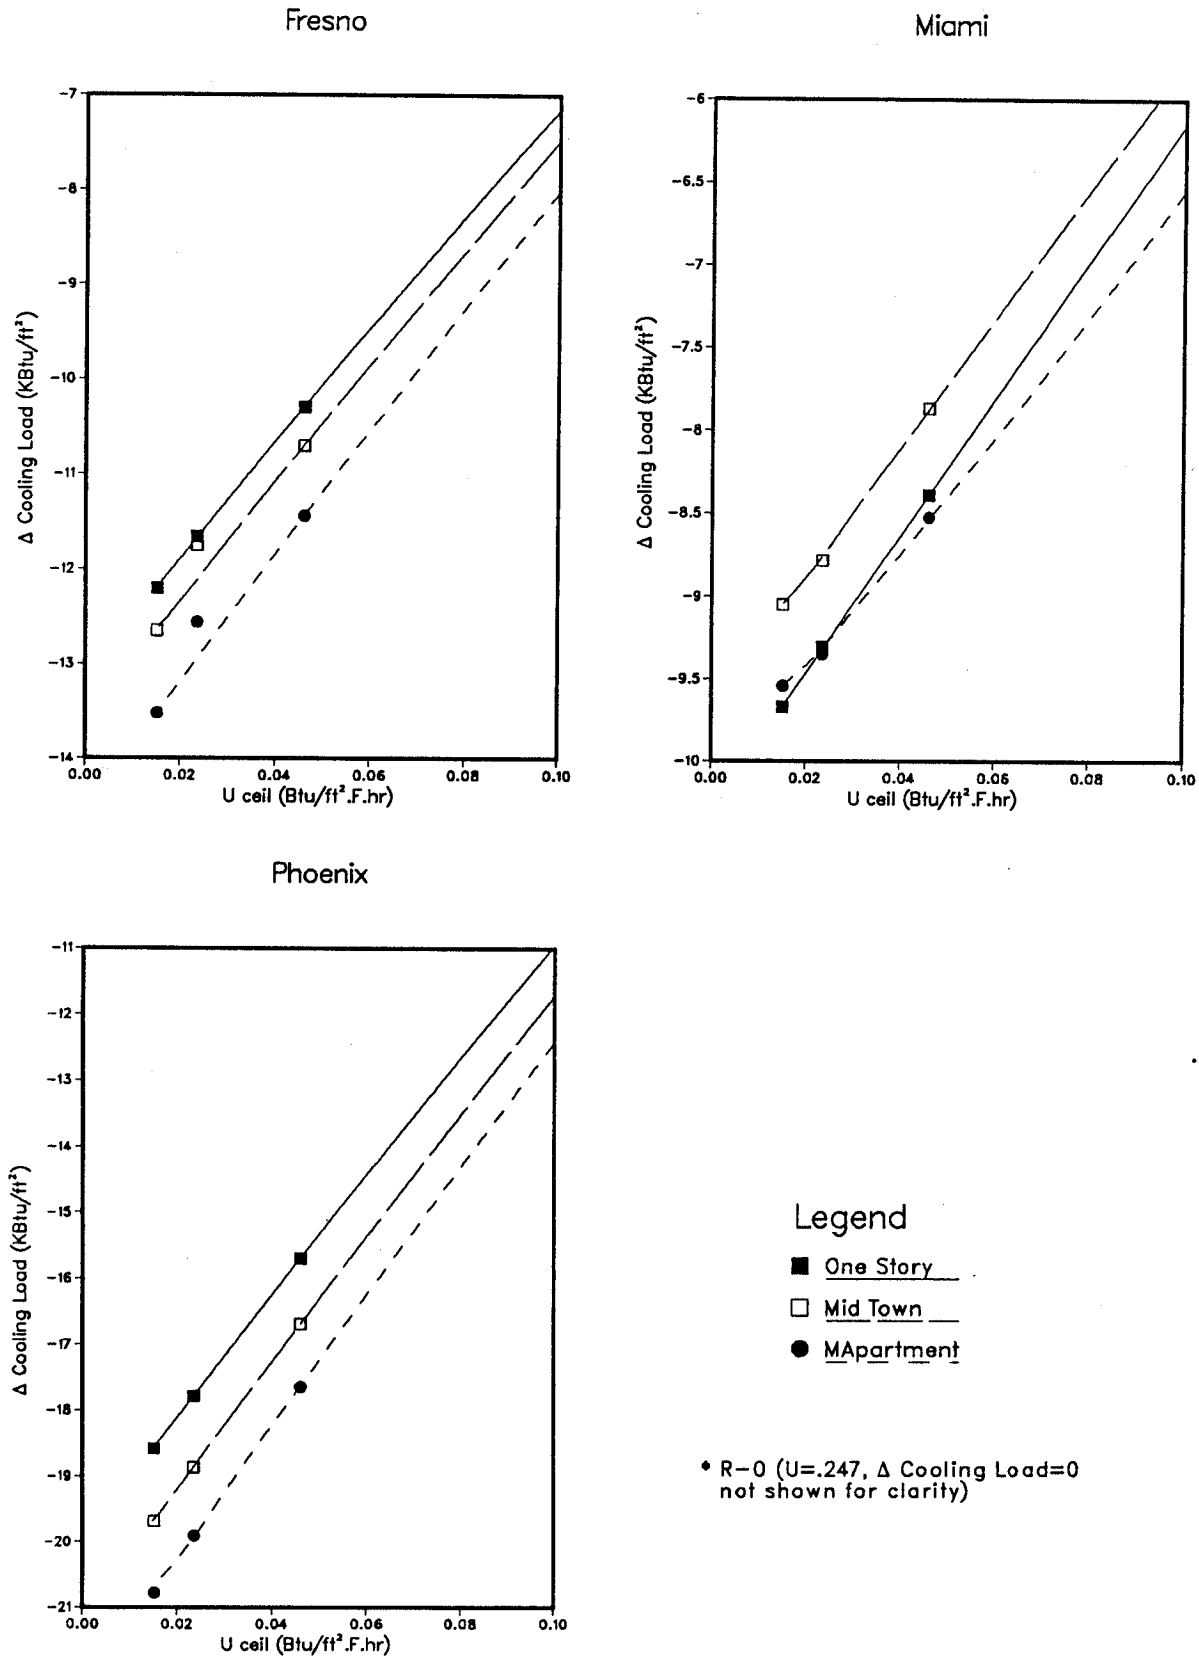 Fresno
-7
-8
-9
-10
-11
-12
-13
-14
Δ Cooling Load (KBtu/ft²)
0.00 0.02 0.04 0.06 0.08 0.10
U ceil (Btu/ft².F.hr)
Miami
-6
-6.5
-7
-7.5
-8
-8.5
-9
-9.5
-10
Δ Cooling Load (KBtu/ft²)
0.00 0.02 0.04 0.06 0.08 0.10
U ceil (Btu/ft².F.hr)
Phoenix
-11
-12
-13
-14
-15
-16
-17
-18
-19
-20
-21
Δ Cooling Load (KBtu/ft²)
0.00 0.02 0.04 0.06 0.08 0.10
U ceil (Btu/ft².F.hr)
Legend
One Story
Mid Town
MApartment
* R-0 (U=.247, Δ Cooling Load=0
not shown for clarity)